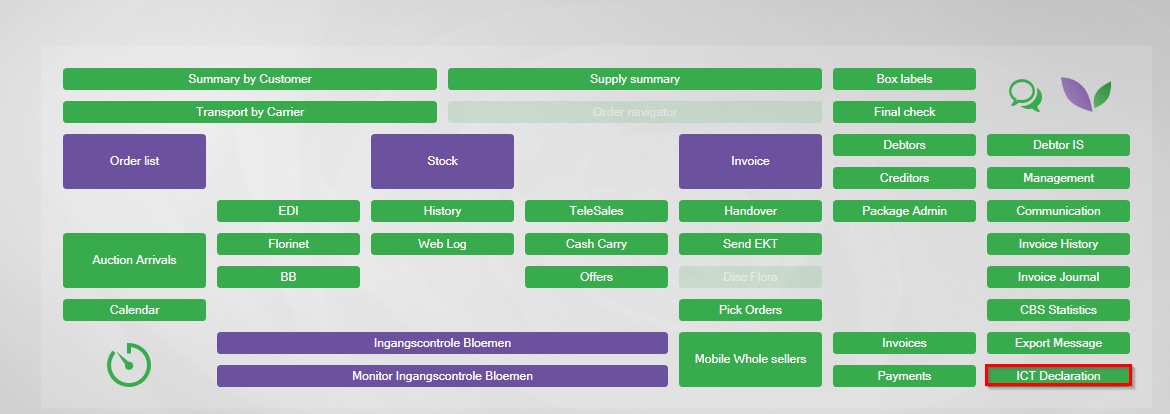 Summary by Customer
Supply summary
Box labels
Transport by Carrier
Order navigator
Final check
Order list
Stock
Invoice
Debtors
Debtor IS
Creditors
Management
EDI
History
TeleSales
Handover
Package Admin
Communication
Auction Arrivals
Florinet
Web Log
Cash Carry
Send EKT
Invoice History
BB
Offers
Disc Flora
Invoice Journal
Calendar
Pick Orders
CBS Statistics
Ingangscontrole Bloemen
Mobile Whole sellers
Invoices
Export Message
Monitor Ingangscontrole Bloemen
Payments
ICT Declaration